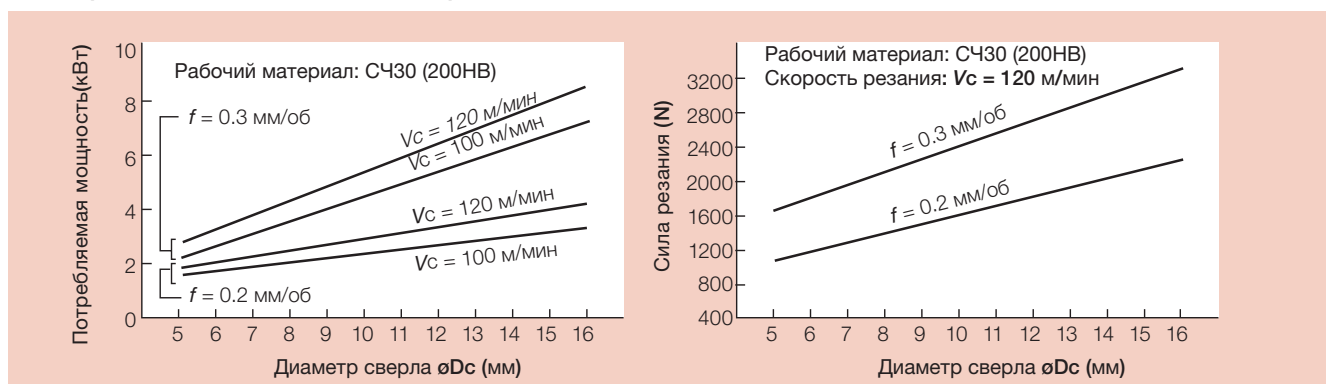 Потребляемая мощность(кВт)
10
8
6
4
2
0
Рабочий материал: СЧ30 (200HB)
f = 0.3 мм/об
Vc = 120 м/мин
Vc = 100 м/мин
Vc = 120 м/мин
Vc = 100 м/мин
f = 0.2 мм/об
5 6 7 8 9 10 11 12 13 14 15 16
Диаметр сверла øDc (мм)
Сила резания (N)
3200
2800
2400
2000
1600
1200
800
400
Рабочий материал: СЧ30 (200HB)
Скорость резания: Vc = 120 м/мин
f = 0.3 мм/об
f = 0.2 мм/об
5 6 7 8 9 10 11 12 13 14 15 16
Диаметр сверла øDc (мм)